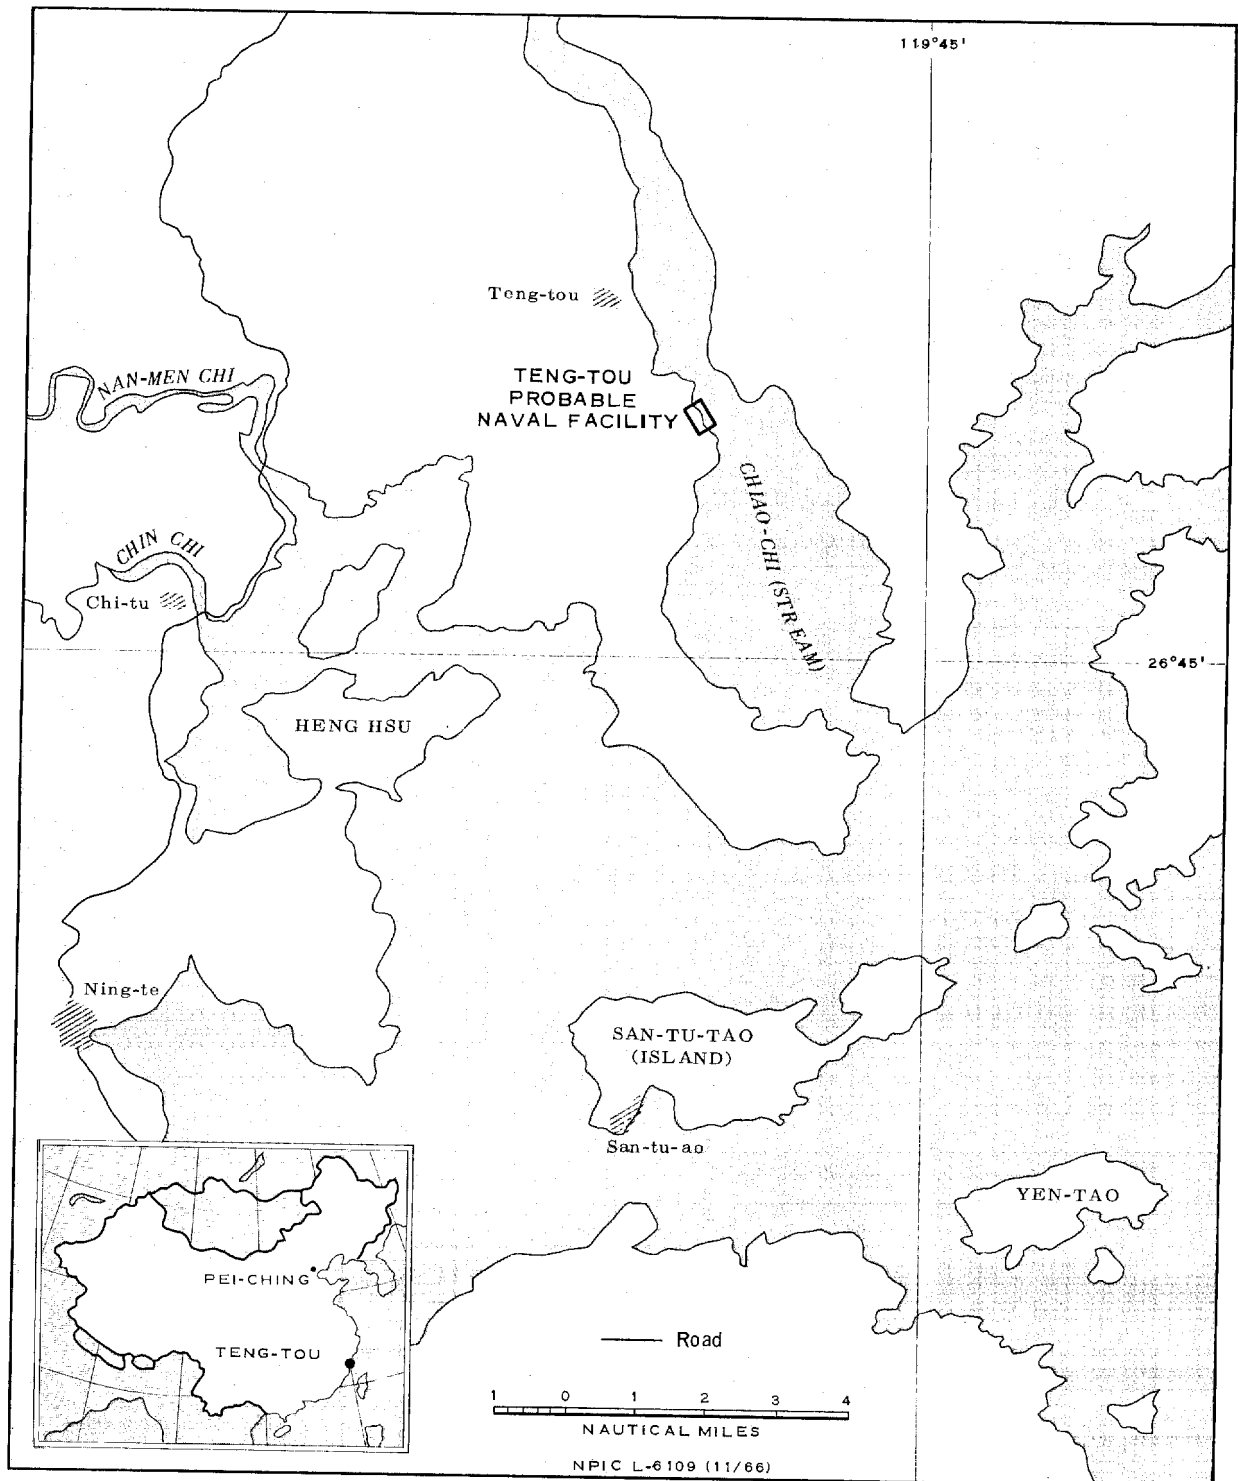 119°45'
Teng-tou
NAN-MEN CHI
TENG-TOU
PROBABLE
NAVAL FACILITY
CHIAO-CHI (STREAM)
CHIN CHI
Chi-tu
26°45'
HENG HSU
Ning-te
SAN-TU-TAO
(ISLAND)
San-tu-ao
YEN-TAO
PEI-CHING
TENG-TOU
Road
1 0 1 2 3 4
NAUTICAL MILES
NPIC L-6109 (11/66)